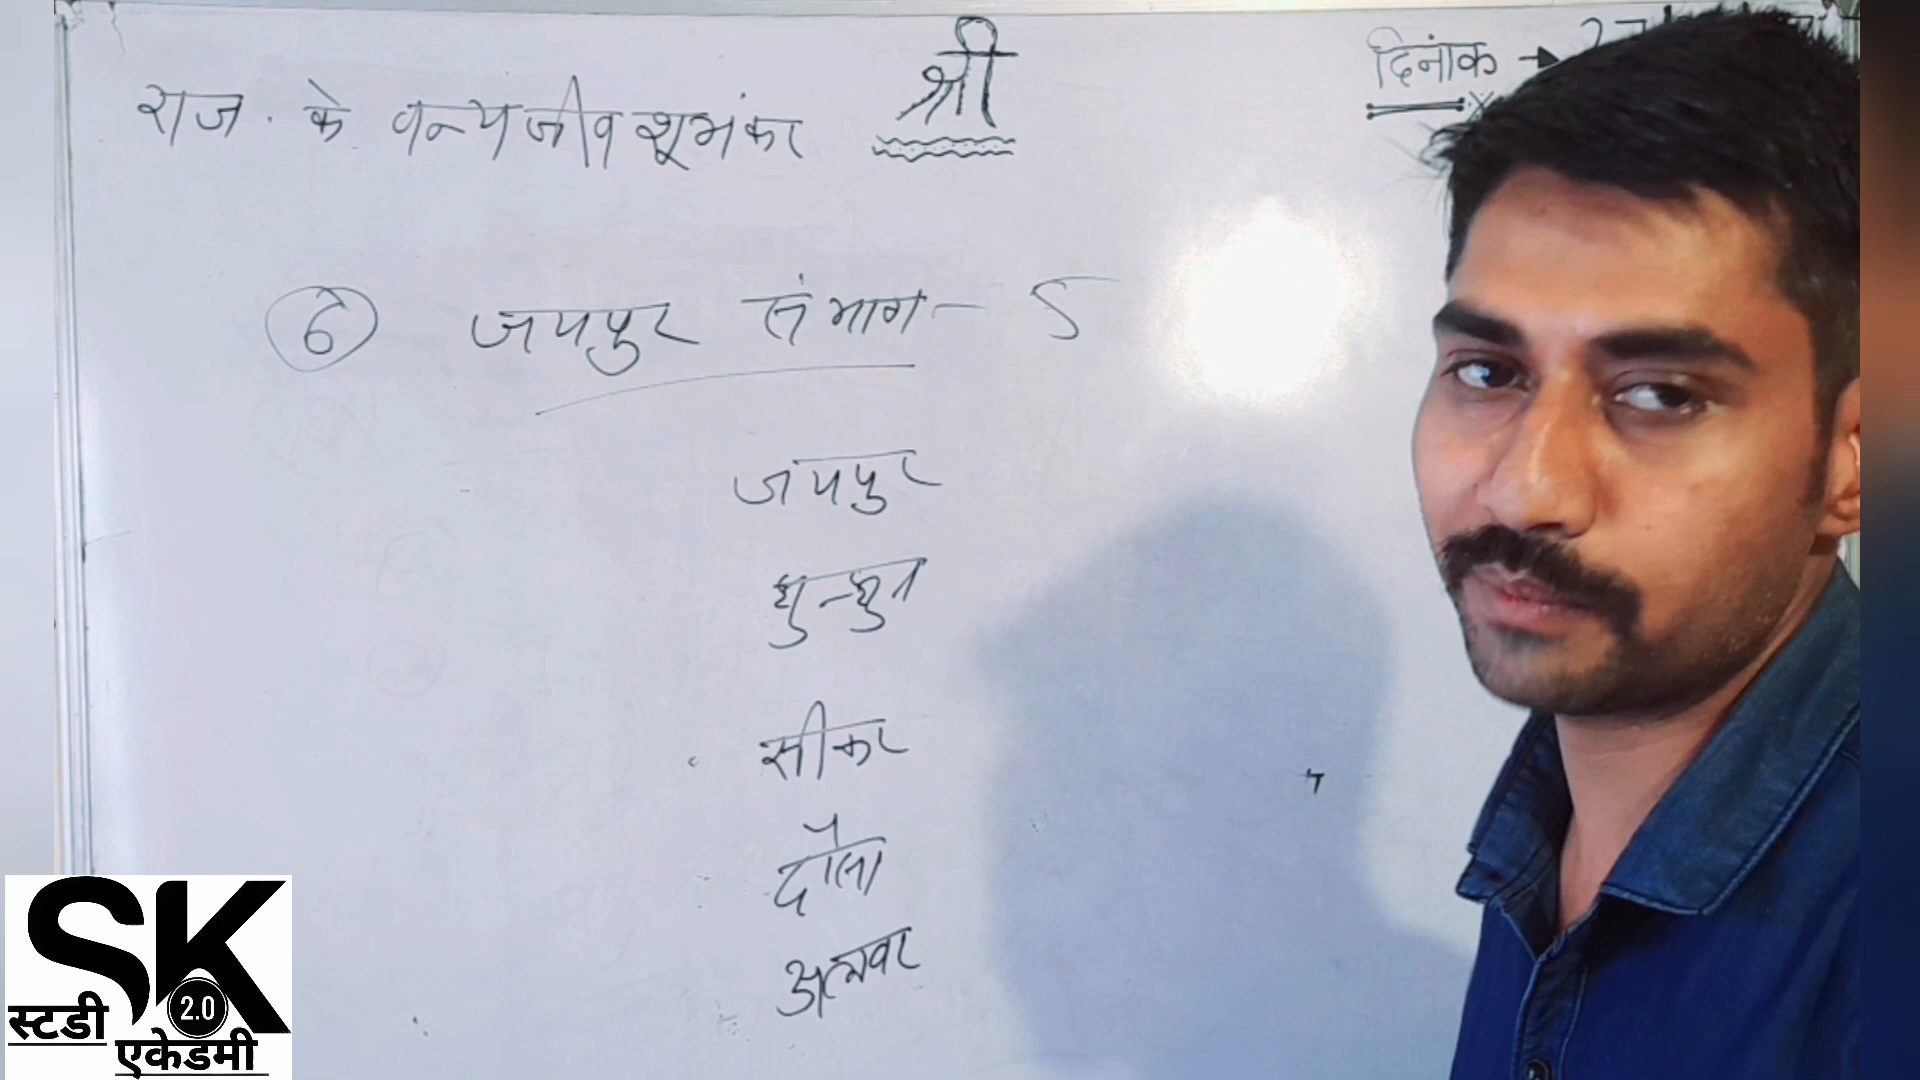 श्री
दिनांक →
राज. के वन्यजीव शूभंकर
6 जयपुर संभाग - 5
जयपुर
झुन्झुनू
सीकर
दौसा
अलवर
SK
2.0
स्टडी
एकेडमी